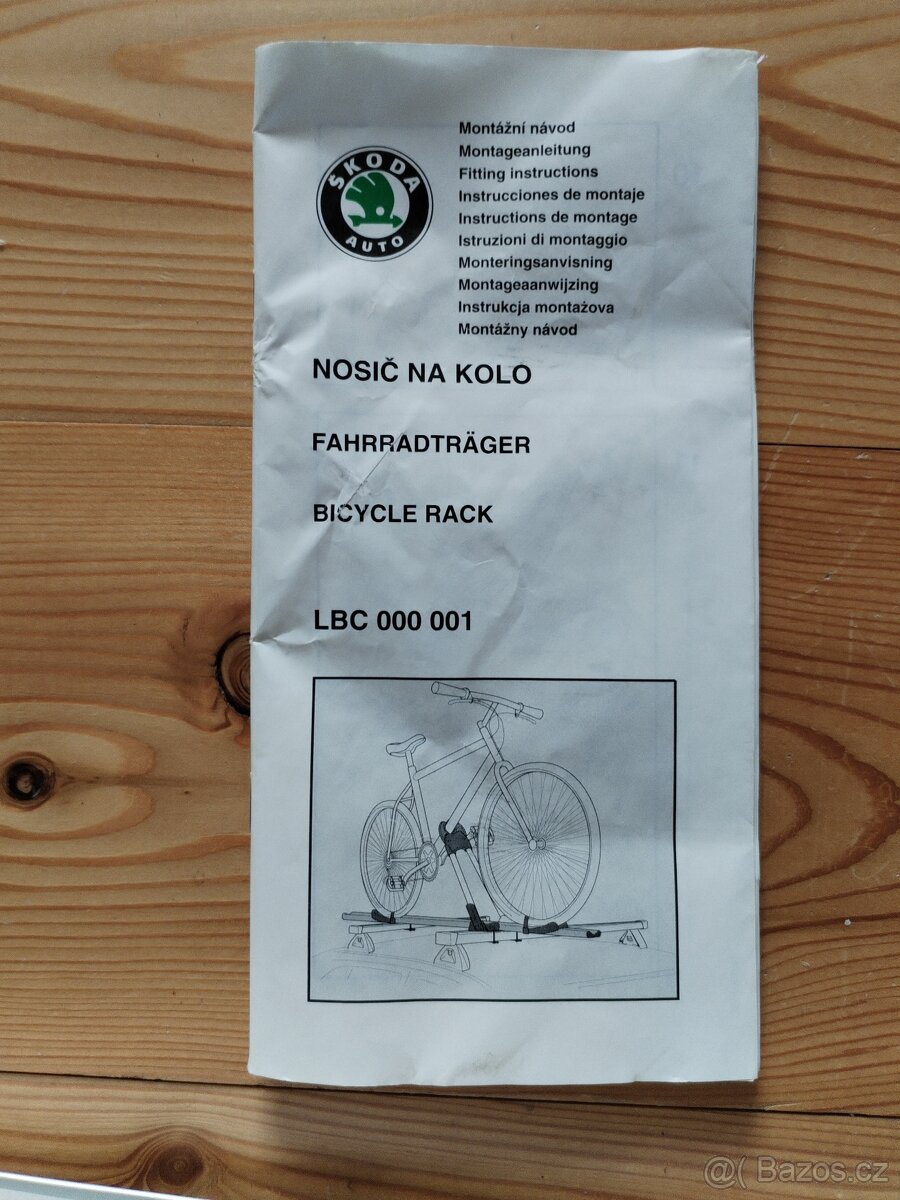 ŠKODA
AUTO
Montážní návod
Montageanleitung
Fitting instructions
Instrucciones de montaje
Instructions de montage
Istruzioni di montaggio
Monteringsanvisning
Montageaanwijzing
Instrukcja montażova
Montážny návod
NOSIČ NA KOLO
FAHRRADTRÄGER
BICYCLE RACK
LBC 000 001
@( Bazos.cz